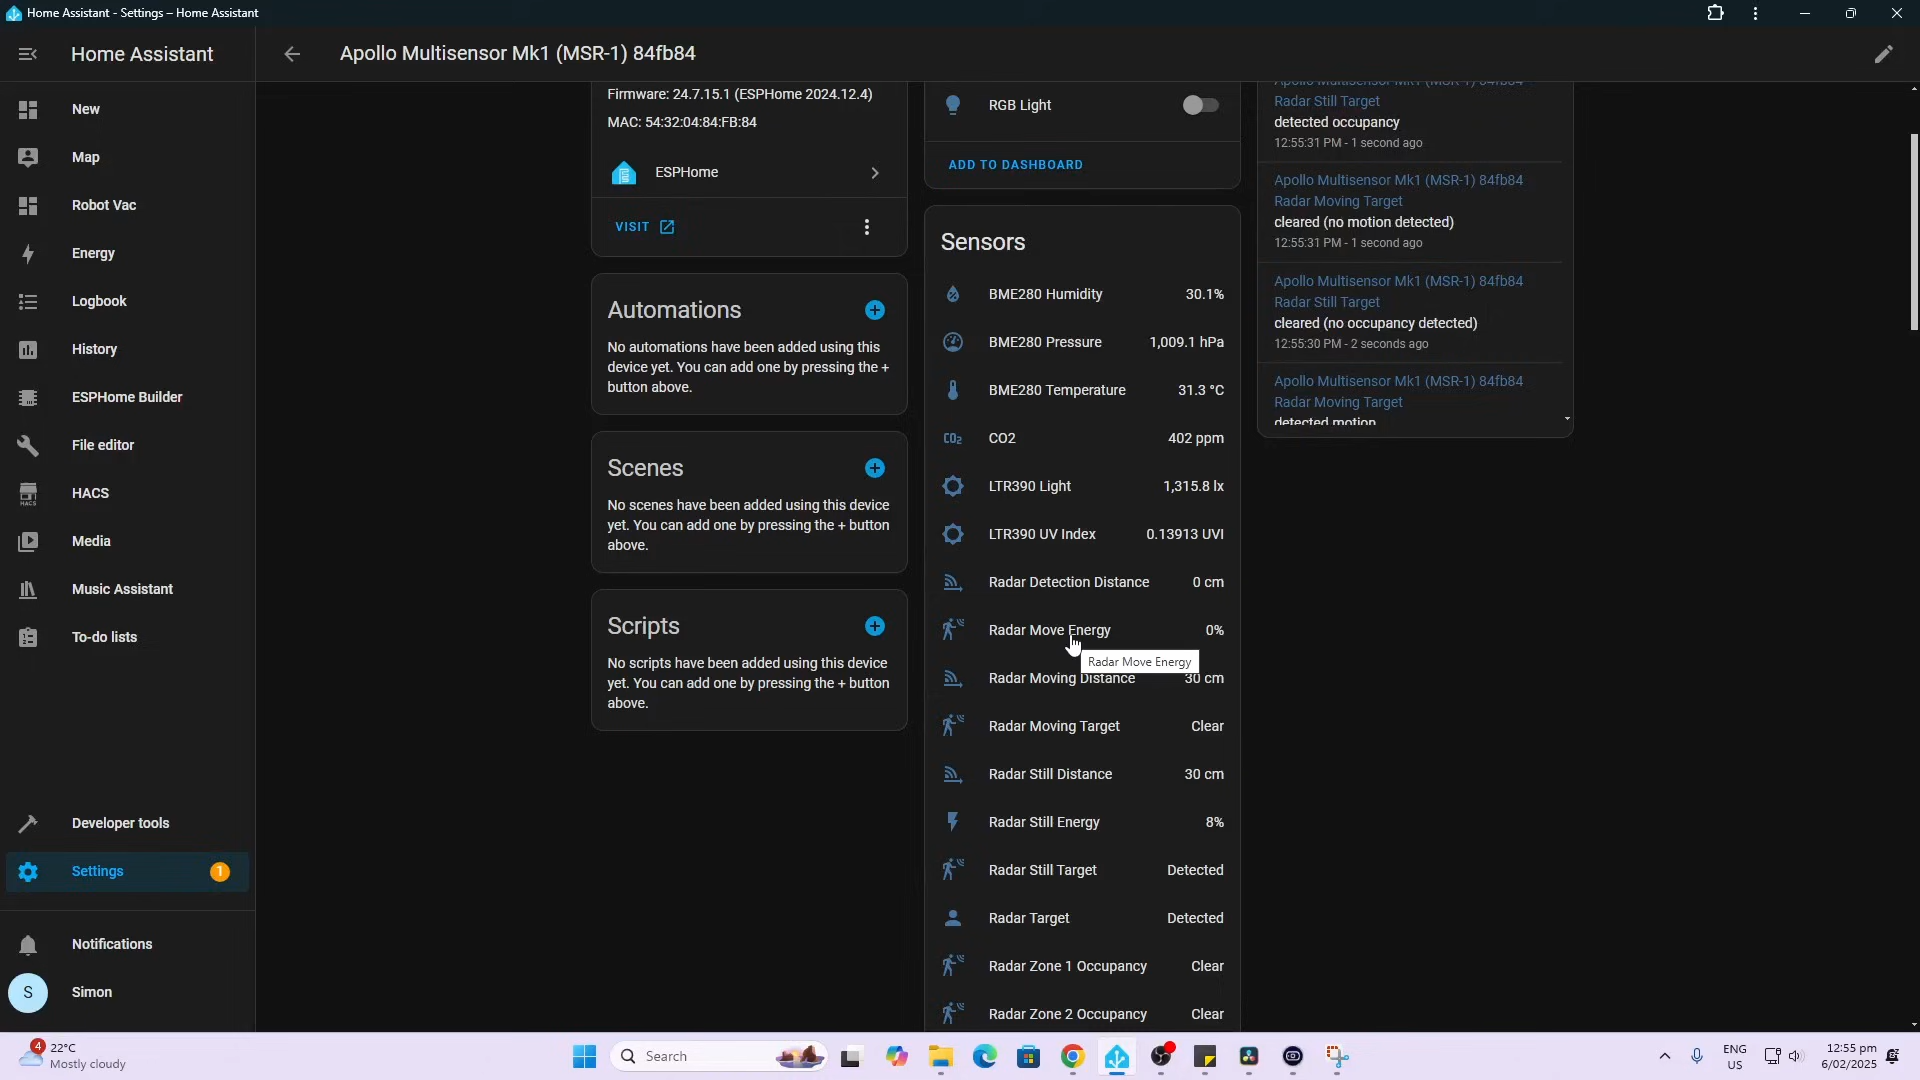 Home Assistant - Settings – Home Assistant
Home Assistant
Apollo Multisensor Mk1 (MSR-1) 84fb84
New
Map
Robot Vac
Energy
Logbook
History
ESPHome Builder
File editor
HACS
Media
Music Assistant
To-do lists
Developer tools
Settings
1
Notifications
S
Simon
Firmware: 24.7.15.1 (ESPHome 2024.12.4)
MAC: 54:32:04:84:FB:84
ESPHome
VISIT
Automations
No automations have been added using this
device yet. You can add one by pressing the +
button above.
Scenes
No scenes have been added using this device
yet. You can add one by pressing the + button
above.
Scripts
No scripts have been added using this device
yet. You can add one by pressing the + button
above.
RGB Light
ADD TO DASHBOARD
Sensors
BME280 Humidity 30.1%
BME280 Pressure 1,009.1 hPa
BME280 Temperature 31.3 °C
CO2 CO2 402 ppm
LTR390 Light 1,315.8 lx
LTR390 UV Index 0.13913 UVI
Radar Detection Distance 0 cm
Radar Move Energy 0%
Radar Move Energy
Radar Moving Distance 30 cm
Radar Moving Target Clear
Radar Still Distance 30 cm
Radar Still Energy 8%
Radar Still Target Detected
Radar Target Detected
Radar Zone 1 Occupancy Clear
Radar Zone 2 Occupancy Clear
Apollo Multisensor Mk1 (MSR-1) 84fb84
Radar Still Target
detected occupancy
12:55:31 PM - 1 second ago
Apollo Multisensor Mk1 (MSR-1) 84fb84
Radar Moving Target
cleared (no motion detected)
12:55:31 PM - 1 second ago
Apollo Multisensor Mk1 (MSR-1) 84fb84
Radar Still Target
cleared (no occupancy detected)
12:55:30 PM - 2 seconds ago
Apollo Multisensor Mk1 (MSR-1) 84fb84
Radar Moving Target
detected motion
4
22°C
Mostly cloudy
Search
ENG
US
12:55 pm
6/02/2025